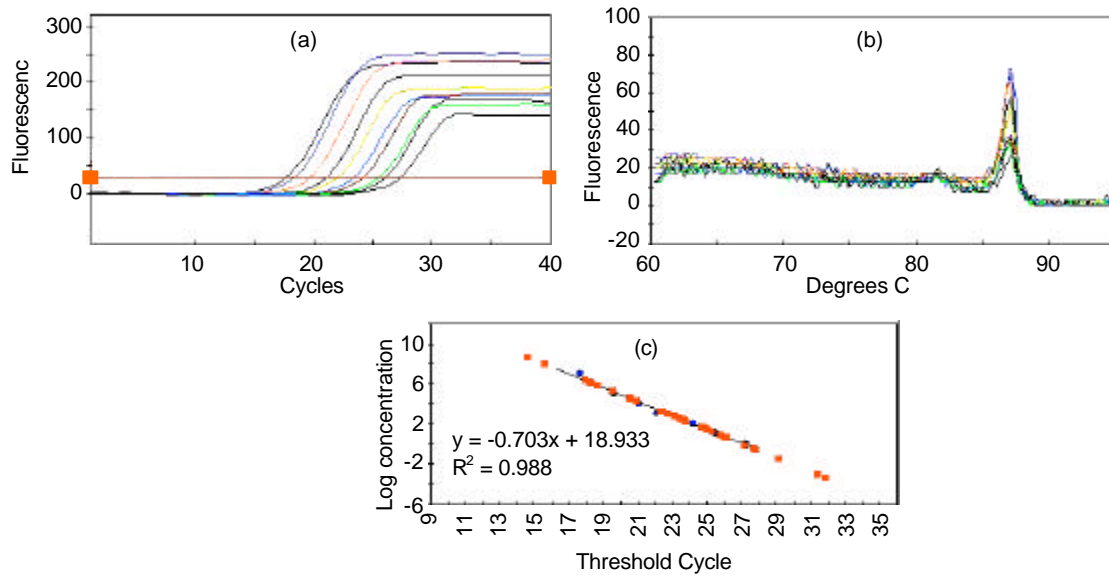 (a)
Fluorescenc
300
200
100
0
10 20 30 40
Cycles
(b)
Fluorescence
100
80
60
40
20
0
-20
60 70 80 90
Degrees C
(c)
Log concentration
10
6
2
-2
-6
y = -0.703x + 18.933
R² = 0.988
9 11 13 15 17 19 21 23 25 27 29 31 33 35
Threshold Cycle